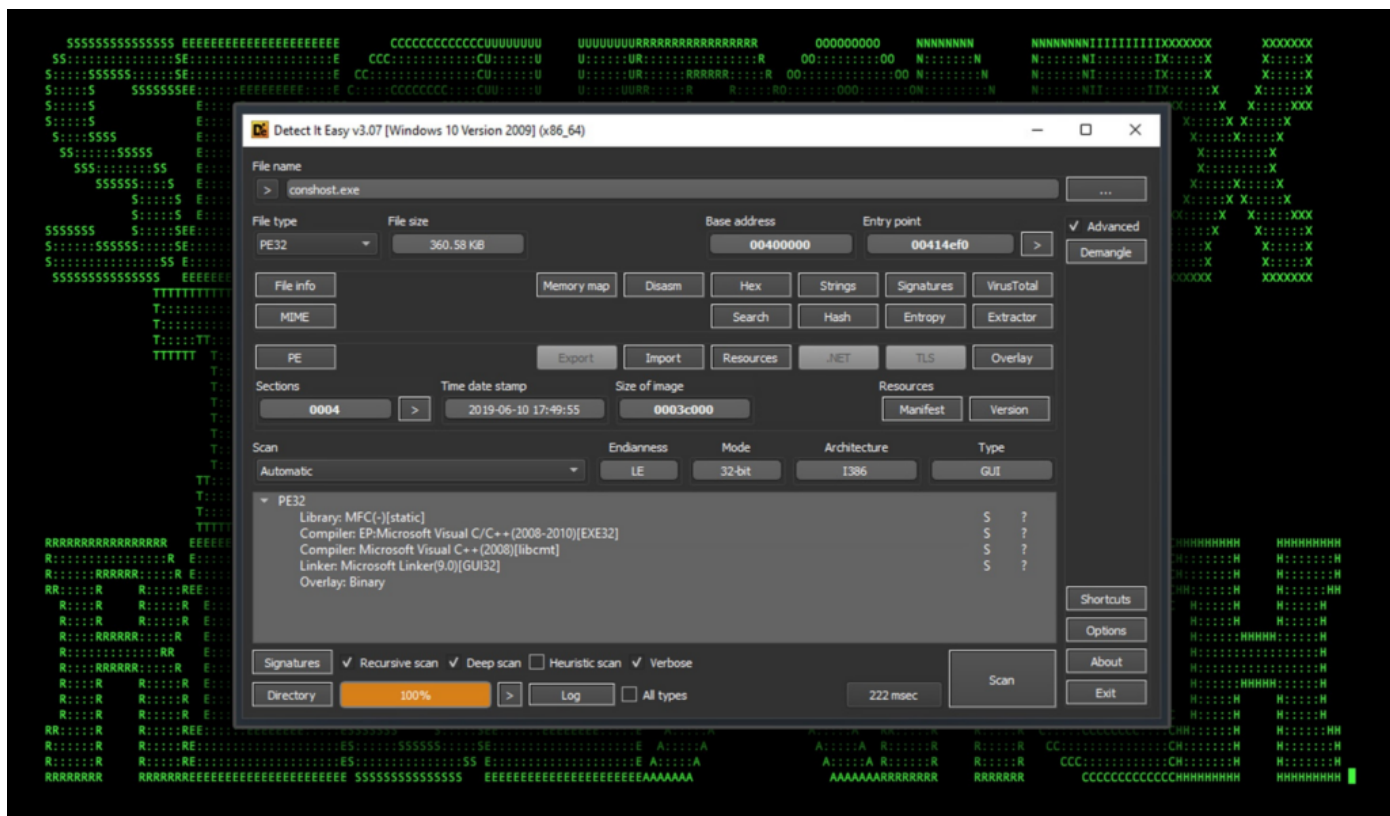 Detect It Easy v3.07 [Windows 10 Version 2009] (x86_64)
File name
> conshost.exe ...
File type File size Base address Entry point
PE32 360.58 KiB 00400000 00414ef0 >
Advanced
Demangle
File info Memory map Disasm Hex Strings Signatures VirusTotal
MIME Search Hash Entropy Extractor
PE Export Import Resources .NET TLS Overlay
Sections Time date stamp Size of image Resources
0004 > 2019-06-10 17:49:55 0003c000 Manifest Version
Scan Endianness Mode Architecture Type
Automatic LE 32-bit I386 GUI
PE32
Library: MFC(-)[static] S ?
Compiler: EP:Microsoft Visual C/C++(2008-2010)[EXE32] S ?
Compiler: Microsoft Visual C++(2008)[libcmt] S ?
Linker: Microsoft Linker(9.0)[GUI32] S ?
Overlay: Binary
Shortcuts
Options
Signatures Recursive scan Deep scan Heuristic scan Verbose Scan About
Directory 100% > Log All types 222 msec Exit